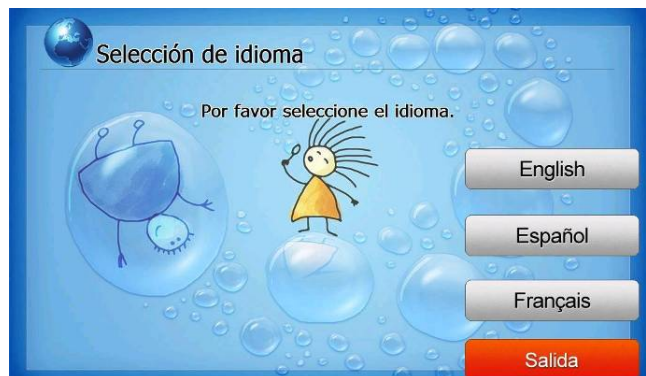 Selección de idioma
Por favor seleccione el idioma.
English
Español
Français
Salida